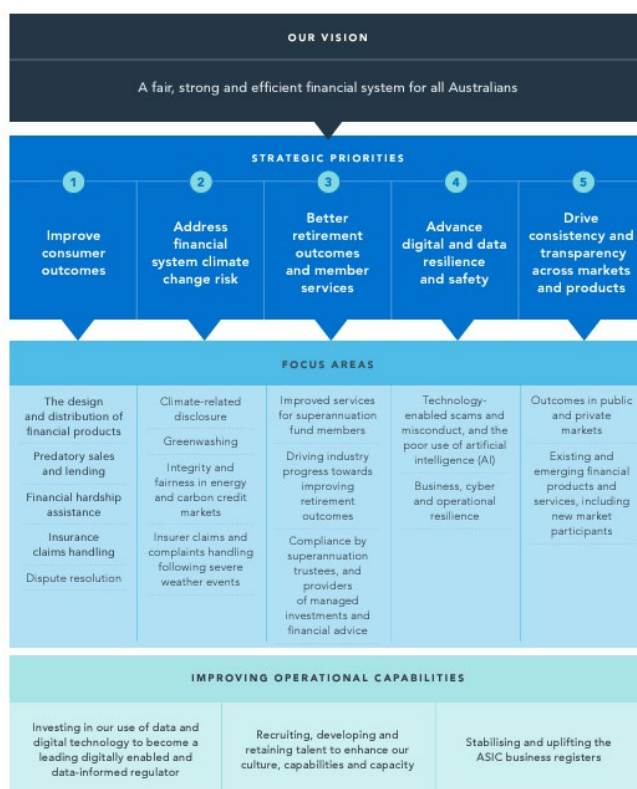 OUR VISION
A fair, strong and efficient financial system for all Australians
STRATEGIC PRIORITIES
1
Improve
consumer
outcomes
2
Address
financial
system climate
change risk
3
Better
retirement
outcomes
and member
services
4
Advance
digital and data
resilience
and safety
5
Drive
consistency and
transparency
across markets
and products
FOCUS AREAS
The design
and distribution of
financial products
Predatory sales
and lending
Financial hardship
assistance
Insurance
claims handling
Dispute resolution
Climate-related
disclosure
Greenwashing
Integrity and
fairness in energy
and carbon credit
markets
Insurer claims and
complaints handling
following severe
weather events
Improved services
for superannuation
fund members
Driving industry
progress towards
improving
retirement
outcomes
Compliance by
superannuation
trustees, and
providers
of managed
investments and
financial advice
Technology-
enabled scams and
misconduct, and the
poor use of artificial
intelligence (AI)
Business, cyber
and operational
resilience
Outcomes in public
and private
markets
Existing and
emerging financial
products and
services, including
new market
participants
IMPROVING OPERATIONAL CAPABILITIES
Investing in our use of data and
digital technology to become a
leading digitally enabled and
data-informed regulator
Recruiting, developing and
retaining talent to enhance our
culture, capabilities and capacity
Stabilising and uplifting the
ASIC business registers